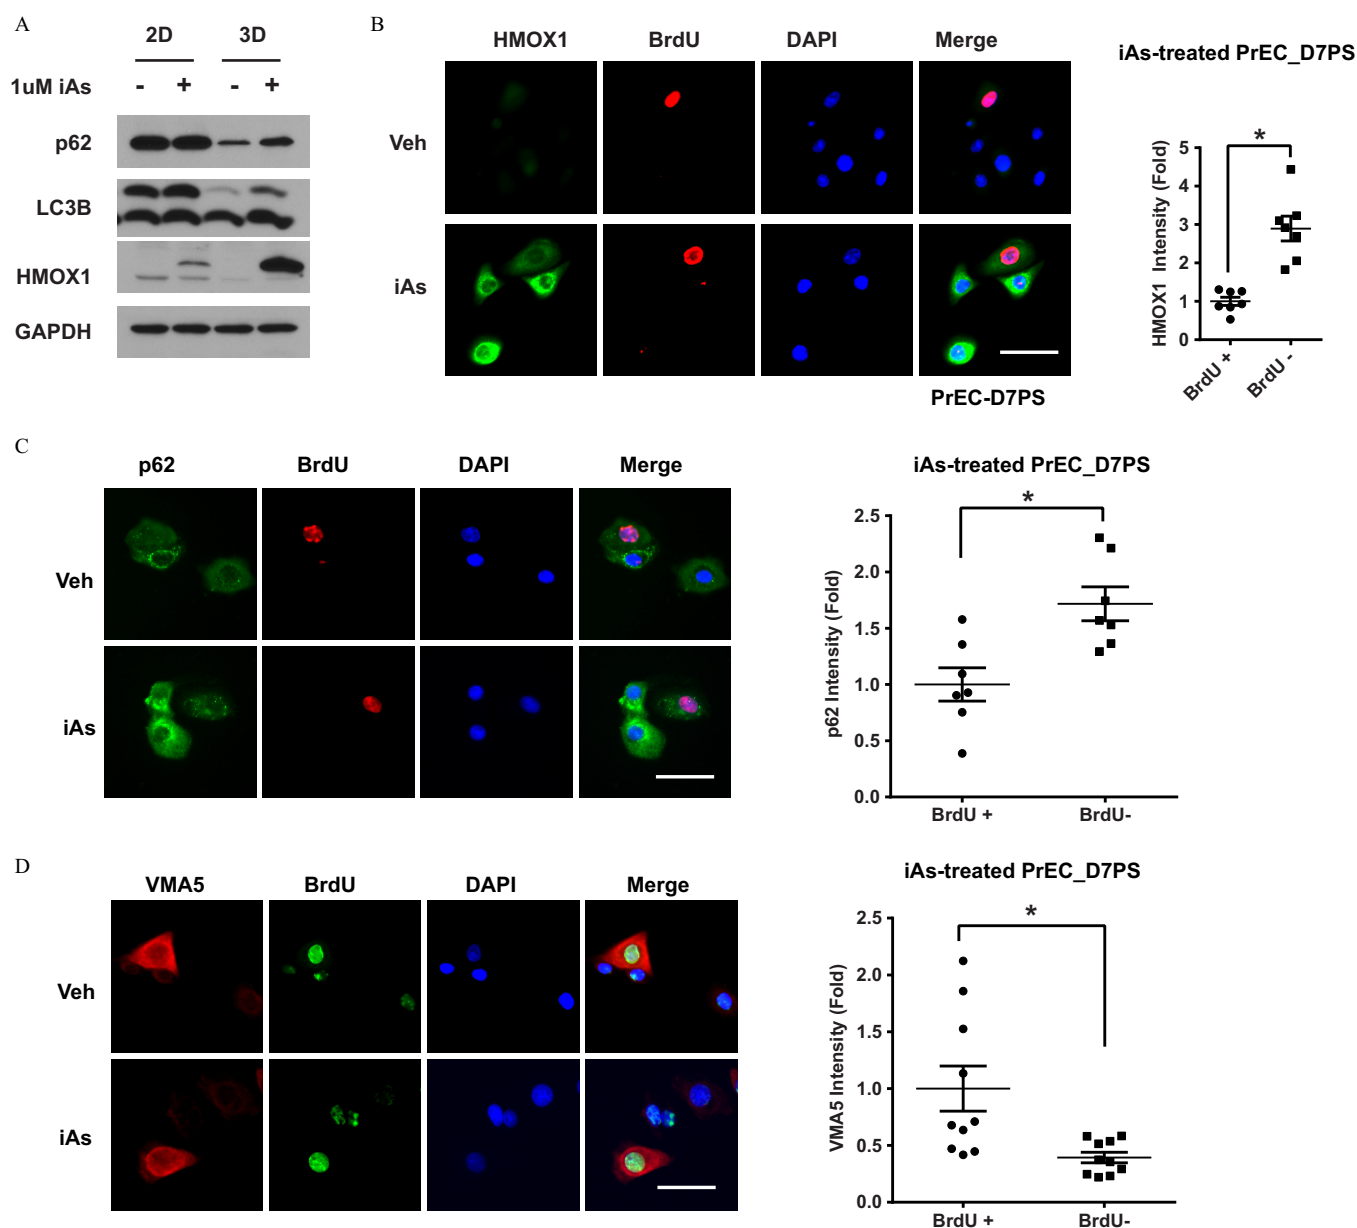 A
2D 3D
1uM iAs - + - +
p62
LC3B
HMOX1
GAPDH
B
HMOX1 BrdU DAPI Merge
Veh
iAs
PrEC-D7PS
iAs-treated PrEC_D7PS
*
HMOX1 Intensity (Fold)
5
4
3
2
1
0
BrdU + BrdU -
C
p62 BrdU DAPI Merge
Veh
iAs
iAs-treated PrEC_D7PS
*
p62 Intensity (Fold)
2.5
2.0
1.5
1.0
0.5
0.0
BrdU + BrdU-
D
VMA5 BrdU DAPI Merge
Veh
iAs
iAs-treated PrEC_D7PS
*
VMA5 Intensity (Fold)
2.5
2.0
1.5
1.0
0.5
0.0
BrdU + BrdU-